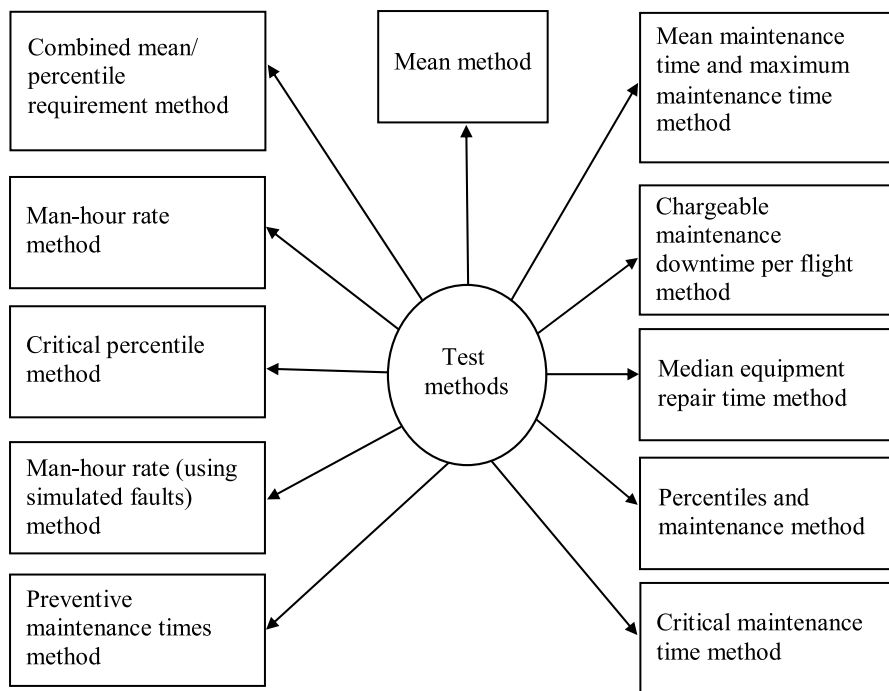 Combined mean/
percentile
requirement method
Mean method
Mean maintenance
time and maximum
maintenance time
method
Man-hour rate
method
Chargeable
maintenance
downtime per flight
method
Critical percentile
method
Test
methods
Median equipment
repair time method
Man-hour rate (using
simulated faults)
method
Percentiles and
maintenance method
Preventive
maintenance times
method
Critical maintenance
time method